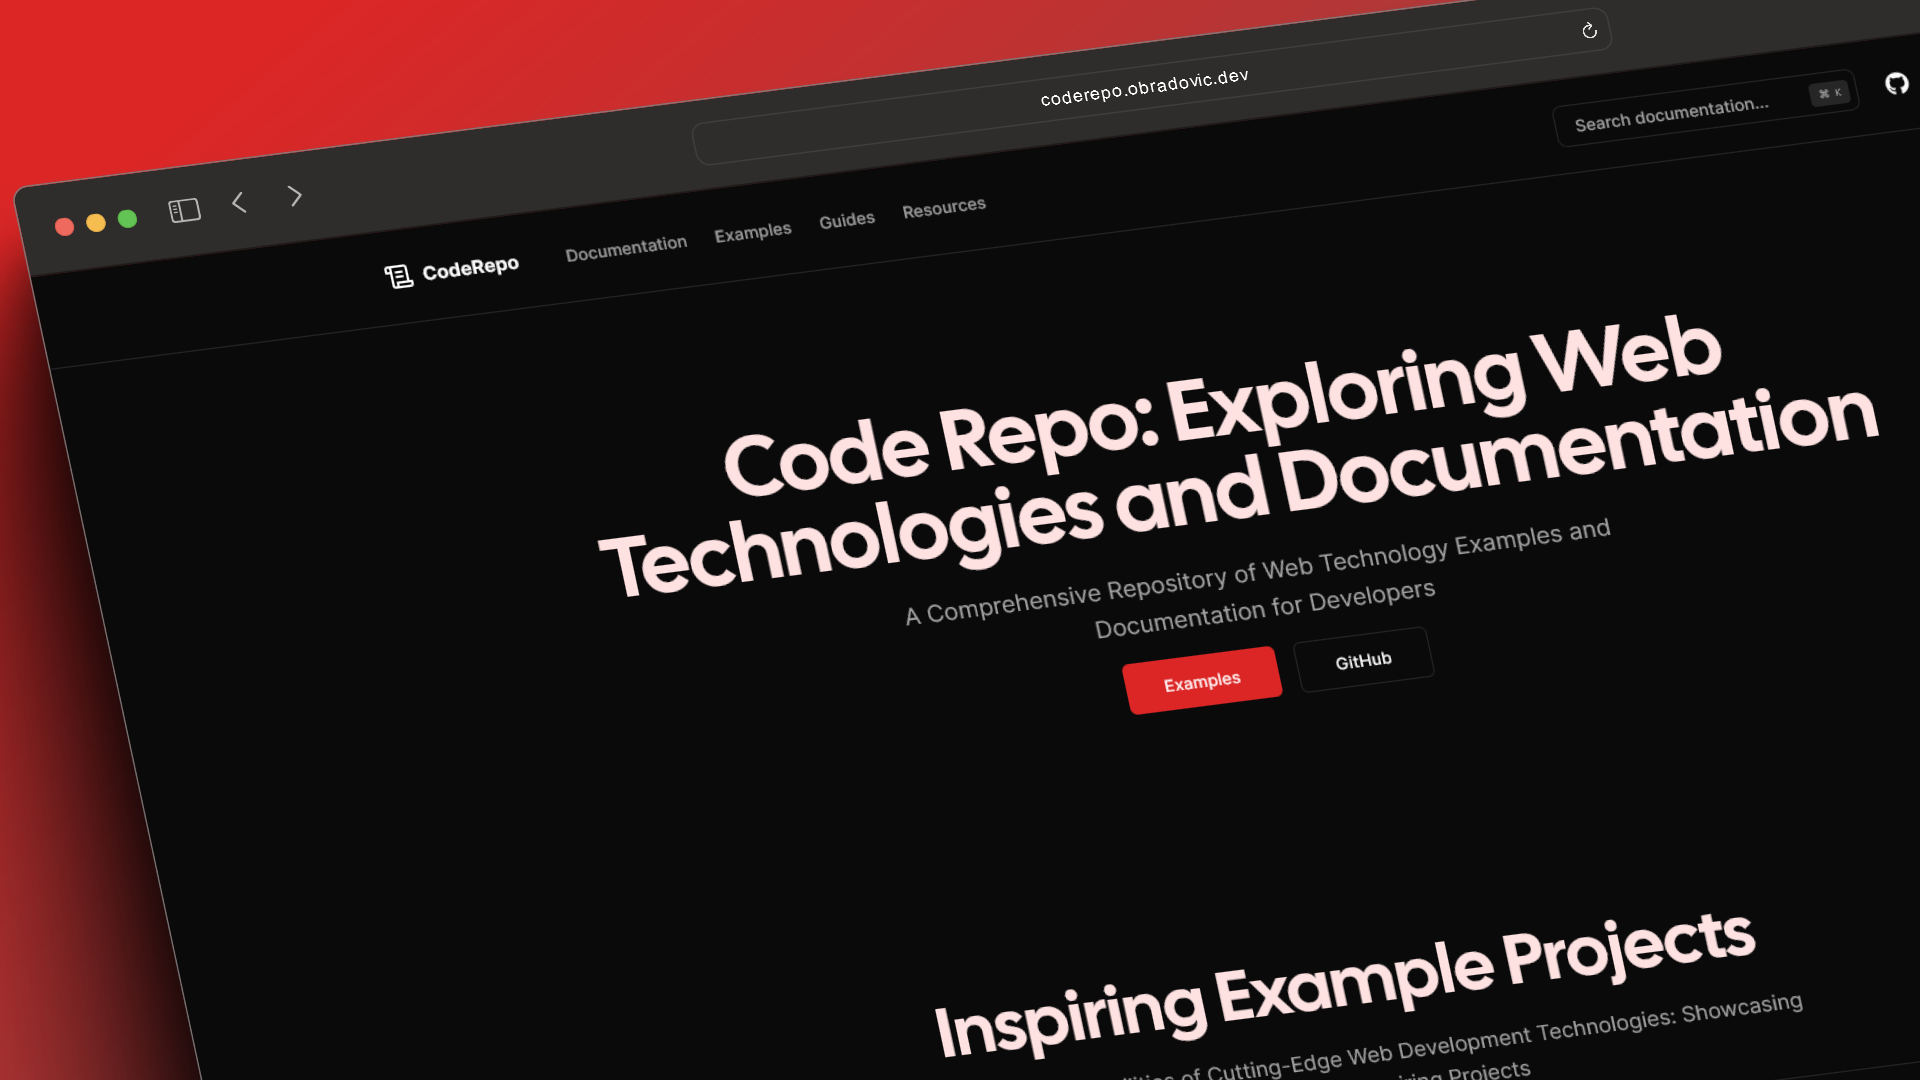 coderepo.obradovic.dev
CodeRepo
Documentation
Examples
Guides
Resources
Search documentation...
⌘ K
Code Repo: Exploring Web
Technologies and Documentation
A Comprehensive Repository of Web Technology Examples and
Documentation for Developers
Examples
GitHub
Inspiring Example Projects
of Cutting-Edge Web Development Technologies: Showcasing
Projects